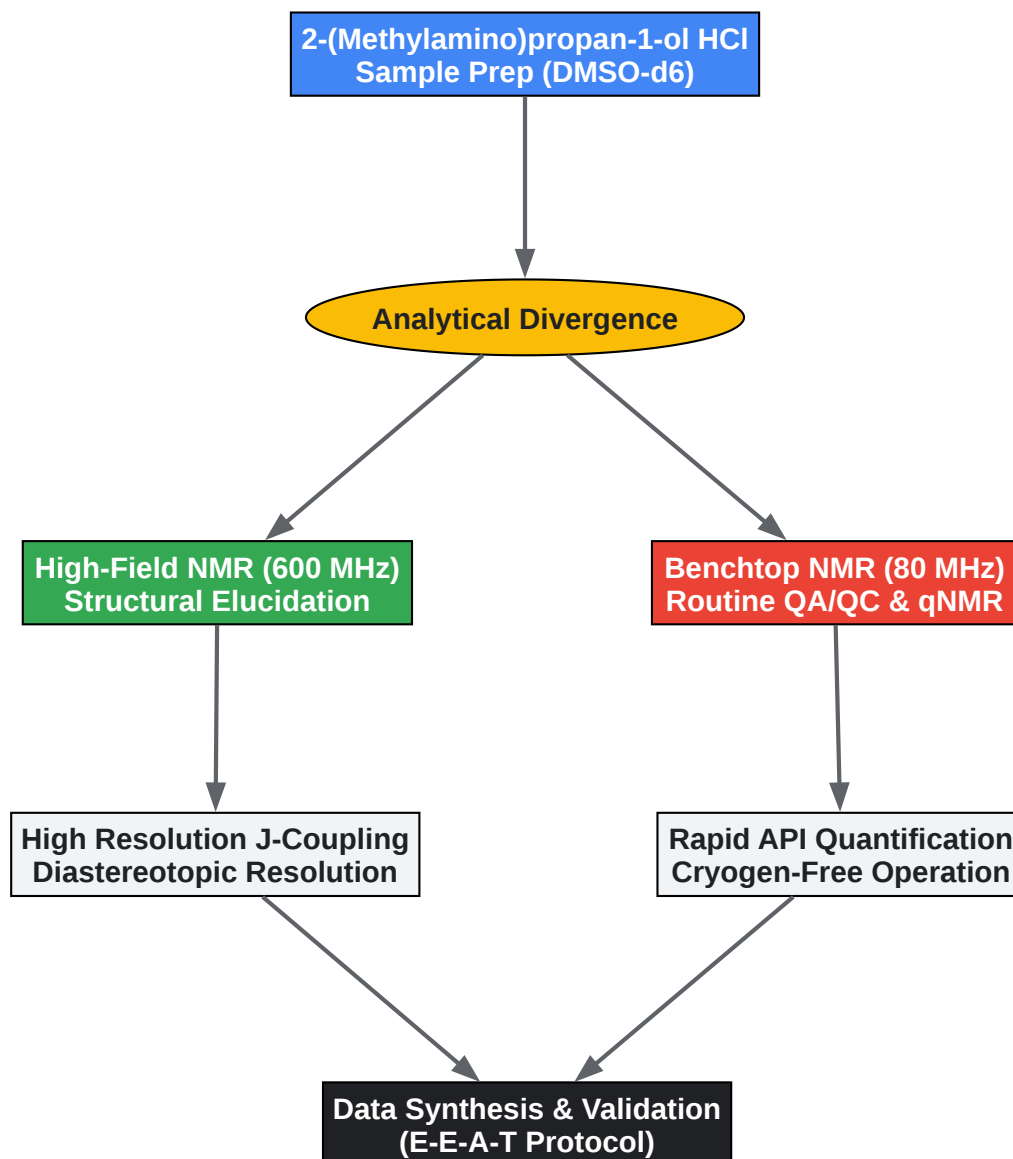 2-(Methylamino)propan-1-ol HCl
Sample Prep (DMSO-d6)
Analytical Divergence
High-Field NMR (600 MHz)
Structural Elucidation
Benchtop NMR (80 MHz)
Routine QA/QC & qNMR
High Resolution J-Coupling
Diastereotopic Resolution
Rapid API Quantification
Cryogen-Free Operation
Data Synthesis & Validation
(E-E-A-T Protocol)